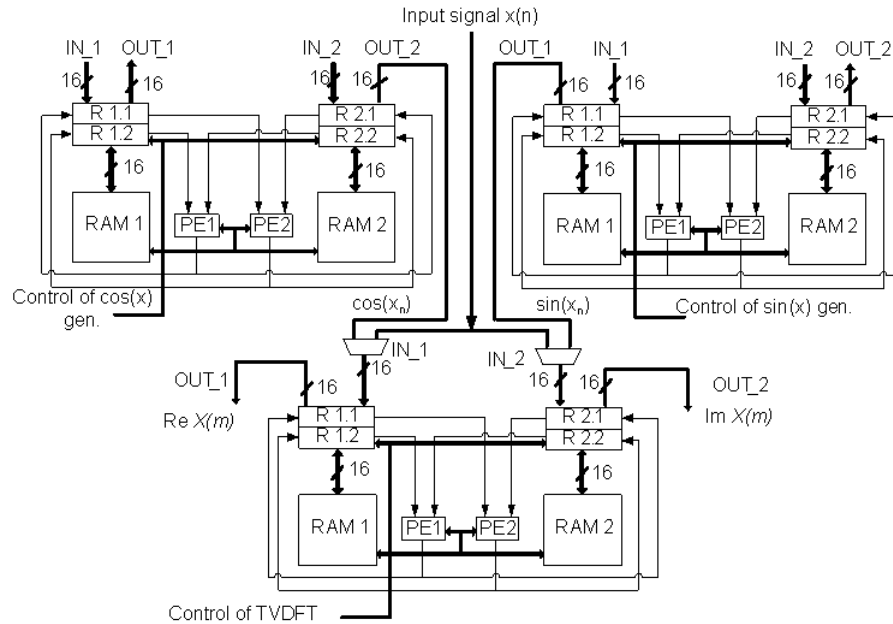 Input signal x(n)
IN_1 OUT_1 IN_2 OUT_2 OUT_1 IN_1 IN_2 OUT_2
16 16 16 16 16 16 16 16
R 1.1 R 2.1 R 1.1 R 2.1
R 1.2 R 2.2 R 1.2 R 2.2
16 16 16 16
RAM 1 PE1 PE2 RAM 2 RAM 1 PE1 PE2 RAM 2
Control of cos(x) gen.
cos(xn)
sin(xn)
Control of sin(x) gen.
IN_1 IN_2
OUT_1 16 16 16 16 OUT_2
Re X(m) R 1.1 R 2.1 Im X(m)
R 1.2 R 2.2
16 16
RAM 1 PE1 PE2 RAM 2
Control of TVDFT